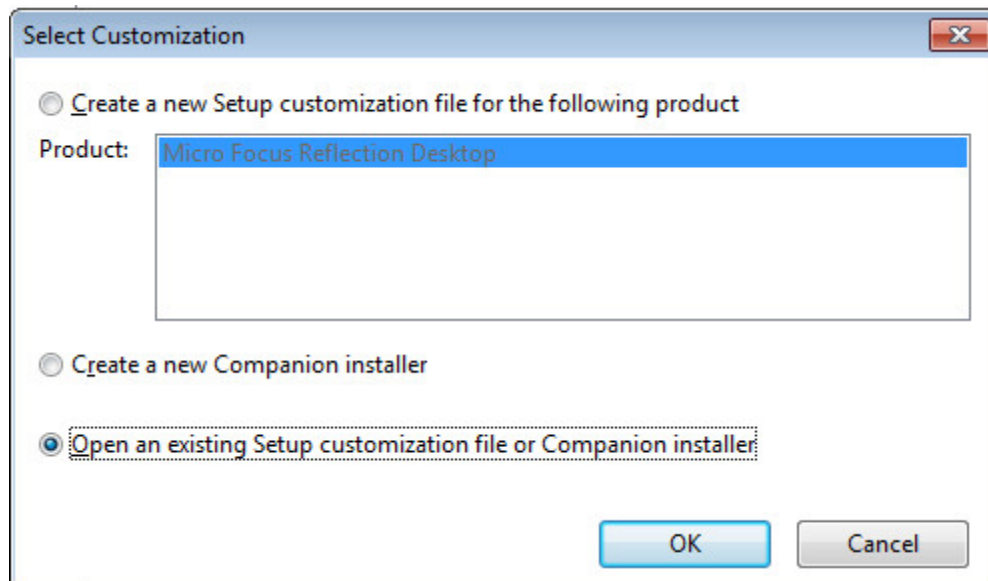 Select Customization
Create a new Setup customization file for the following product
Product:
Micro Focus Reflection Desktop
Create a new Companion installer
Open an existing Setup customization file or Companion installer
OK
Cancel